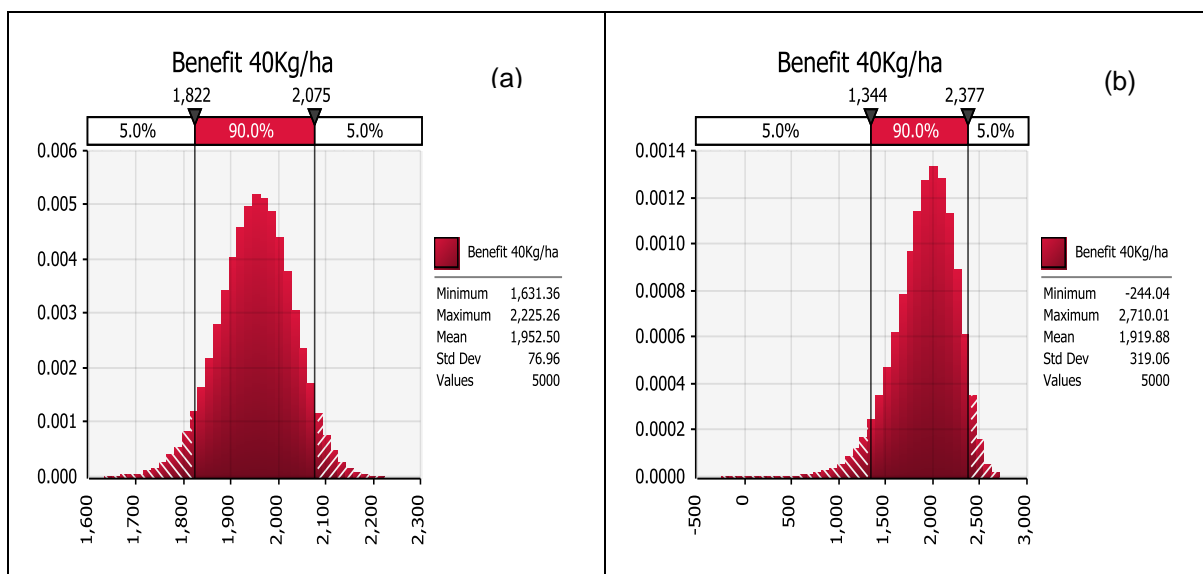 Benefit 40Kg/ha
(a)
1,822 2,075
5.0% 90.0% 5.0%
0.006
0.005
0.004
0.003
0.002
0.001
0.000
1,600 1,700 1,800 1,900 2,000 2,100 2,200 2,300
Benefit 40Kg/ha
Minimum 1,631.36
Maximum 2,225.26
Mean 1,952.50
Std Dev 76.96
Values 5000
Benefit 40Kg/ha
(b)
1,344 2,377
5.0% 90.0% 5.0%
0.0014
0.0012
0.0010
0.0008
0.0006
0.0004
0.0002
0.0000
-500 0 500 1,000 1,500 2,000 2,500 3,000
Benefit 40Kg/ha
Minimum -244.04
Maximum 2,710.01
Mean 1,919.88
Std Dev 319.06
Values 5000